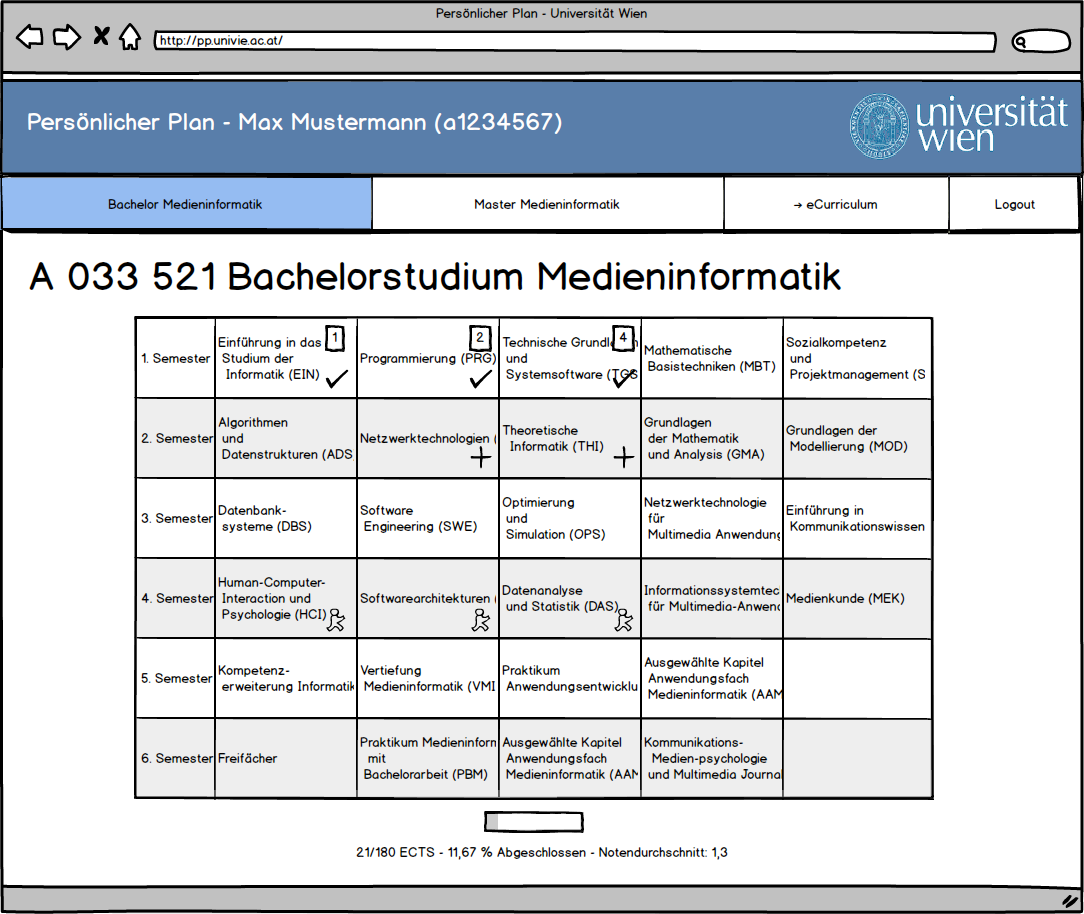 Persönlicher Plan - Universität Wien
http://pp.univie.ac.at/
Persönlicher Plan - Max Mustermann (a1234567)
universität
wien
Bachelor Medieninformatik
Master Medieninformatik
→ eCurriculum
Logout
A 033 521 Bachelorstudium Medieninformatik
1. Semester
Einführung in das
Studium der
Informatik (EIN)
1
Programmierung (PRG)
2
Technische
und
Systemsoftware
4
Mathematische
Basistechniken (MBT)
Sozialkompetenz
und
Projektmanagement (S
2. Semester
Algorithmen
und
Datenstrukturen (ADS
Netzwerktechnologien (
Theoretische
Informatik (THI)
Grundlagen
der Mathematik
und Analysis (GMA)
Grundlagen der
Modellierung (MOD)
3. Semester
Datenbank-
systeme (DBS)
Software
Engineering (SWE)
Optimierung
und
Simulation (OPS)
Netzwerktechnologie
für
Multimedia Anwendung
Einführung in
Kommunikationswissen
4. Semester
Human-Computer-
Interaction und
Psychologie (HCI)
Softwarearchitekturen (
Datenanalyse
und Statistik (DAS)
Informationssystemtec
für Multimedia-Anwend
Medienkunde (MEK)
5. Semester
Kompetenz-
erweiterung Informatik
Vertiefung
Medieninformatik (VMI
Praktikum
Anwendungsentwicklu
Ausgewählte Kapitel
Anwendungsfach
Medieninformatik (AAM
6. Semester
Freifächer
Praktikum Medieninform
mit
Bachelorarbeit (PBM)
Ausgewählte Kapitel
Anwendungsfach
Medieninformatik (AAM
Kommunikations-
Medien-psychologie
und Multimedia Journa
21/180 ECTS - 11,67 % Abgeschlossen - Notendurchschnitt: 1,3